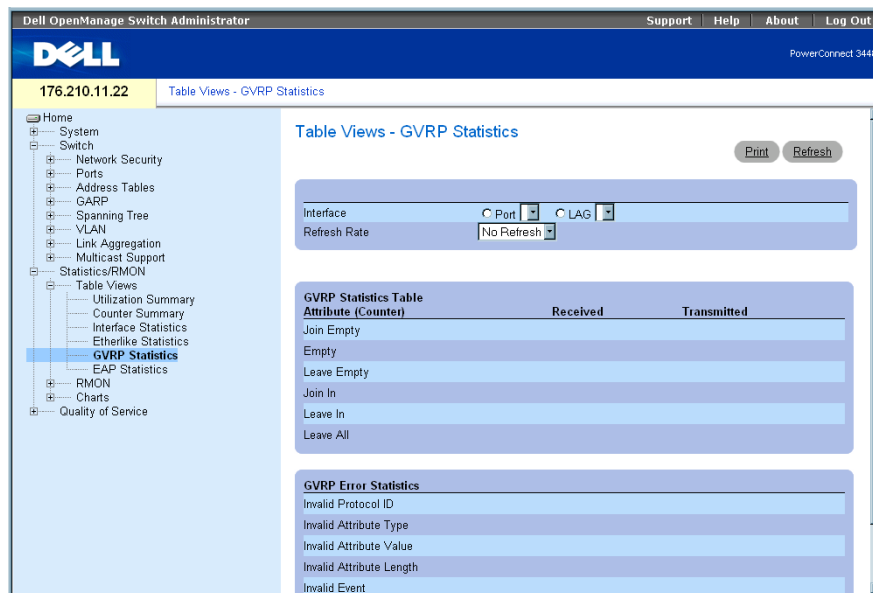 Dell OpenManage Switch Administrator Support Help About Log Out
DELL
PowerConnect 3448
176.210.11.22 Table Views - GVRP Statistics
Home
System
Switch
Network Security
Ports
Address Tables
GARP
Spanning Tree
VLAN
Link Aggregation
Multicast Support
Statistics/RMON
Table Views
Utilization Summary
Counter Summary
Interface Statistics
Etherlike Statistics
GVRP Statistics
EAP Statistics
RMON
Charts
Quality of Service
Table Views - GVRP Statistics
Print Refresh
Interface Port LAG
Refresh Rate No Refresh
GVRP Statistics Table
Attribute (Counter) Received Transmitted
Join Empty
Empty
Leave Empty
Join In
Leave In
Leave All
GVRP Error Statistics
Invalid Protocol ID
Invalid Attribute Type
Invalid Attribute Value
Invalid Attribute Length
Invalid Event